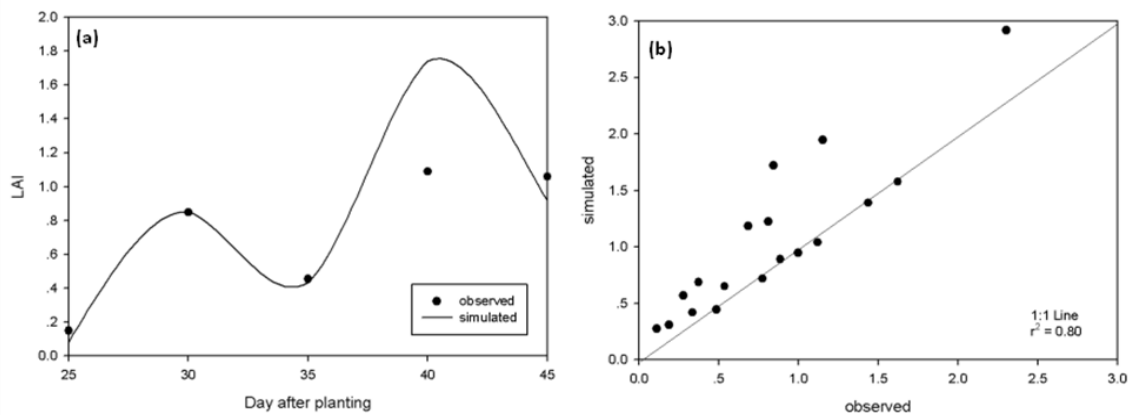 (a)
LAI
2.0
1.8
1.6
1.4
1.2
1.0
.8
.6
.4
.2
0.0
25 30 35 40 45
Day after planting
observed
simulated
(b)
simulated
3.0
2.5
2.0
1.5
1.0
.5
0.0
0.0 .5 1.0 1.5 2.0 2.5 3.0
observed
1:1 Line
r² = 0.80